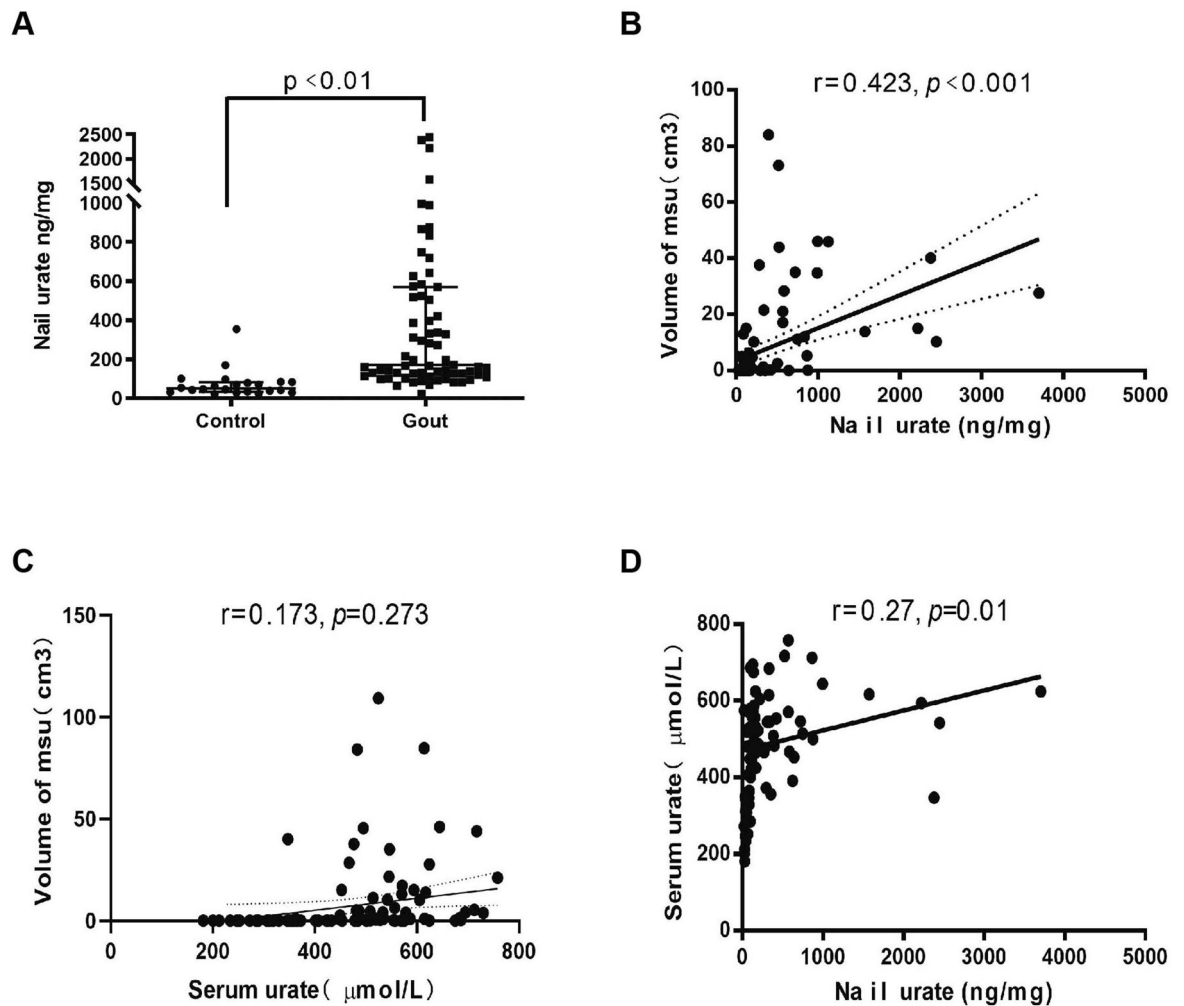 A
p <0.01
Nail urate ng/mg
2500
2000
1500
1000
800
600
400
200
0
Control
Gout
B
r=0.423, p<0.001
Volume of msu( cm3)
100
80
60
40
20
0
0
1000
2000
3000
4000
5000
Nail urate (ng/mg)
C
r=0.173, p=0.273
Volume of msu( cm3)
150
100
50
0
0
200
400
600
800
Serum urate( μmol/L)
D
r=0.27, p=0.01
Serum urate( μmol/L)
800
600
400
200
0
0
1000
2000
3000
4000
5000
Nail urate (ng/mg)